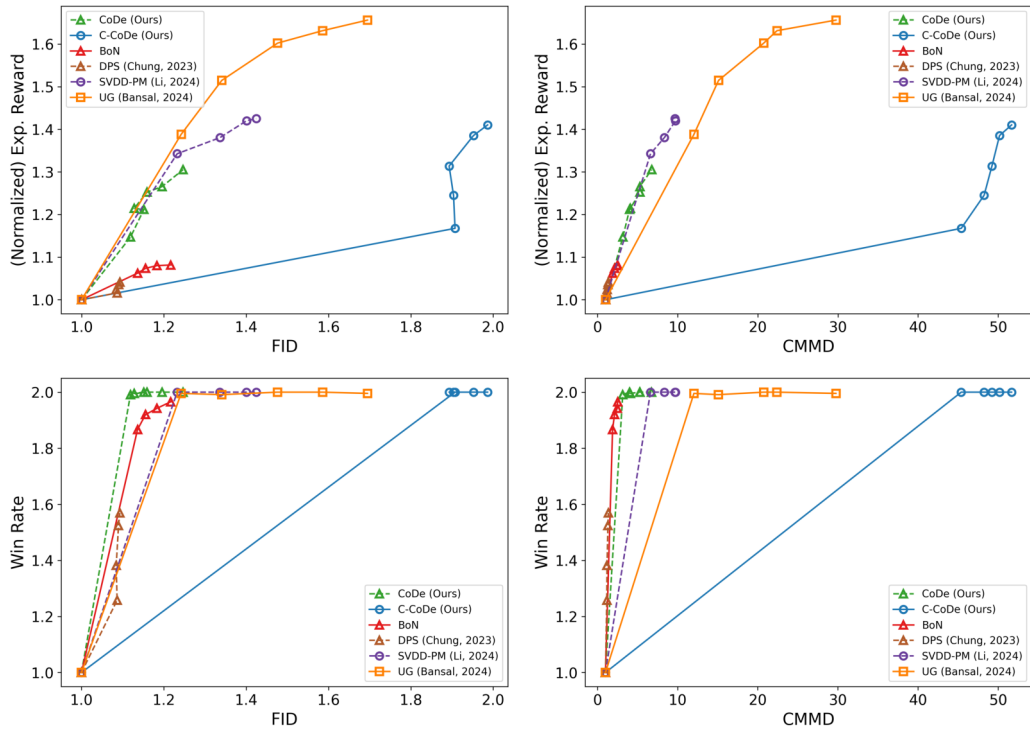 (Normalized) Exp. Reward
1.6
1.5
1.4
1.3
1.2
1.1
1.0
CoDe (Ours)
C-CoDe (Ours)
BoN
DPS (Chung, 2023)
SVDD-PM (Li, 2024)
UG (Bansal, 2024)
1.0 1.2 1.4 1.6 1.8 2.0
FID
(Normalized) Exp. Reward
1.6
1.5
1.4
1.3
1.2
1.1
1.0
CoDe (Ours)
C-CoDe (Ours)
BoN
DPS (Chung, 2023)
SVDD-PM (Li, 2024)
UG (Bansal, 2024)
0 10 20 30 40 50
CMMD
Win Rate
2.0
1.8
1.6
1.4
1.2
1.0
CoDe (Ours)
C-CoDe (Ours)
BoN
DPS (Chung, 2023)
SVDD-PM (Li, 2024)
UG (Bansal, 2024)
1.0 1.2 1.4 1.6 1.8 2.0
FID
Win Rate
2.0
1.8
1.6
1.4
1.2
1.0
CoDe (Ours)
C-CoDe (Ours)
BoN
DPS (Chung, 2023)
SVDD-PM (Li, 2024)
UG (Bansal, 2024)
0 10 20 30 40 50
CMMD